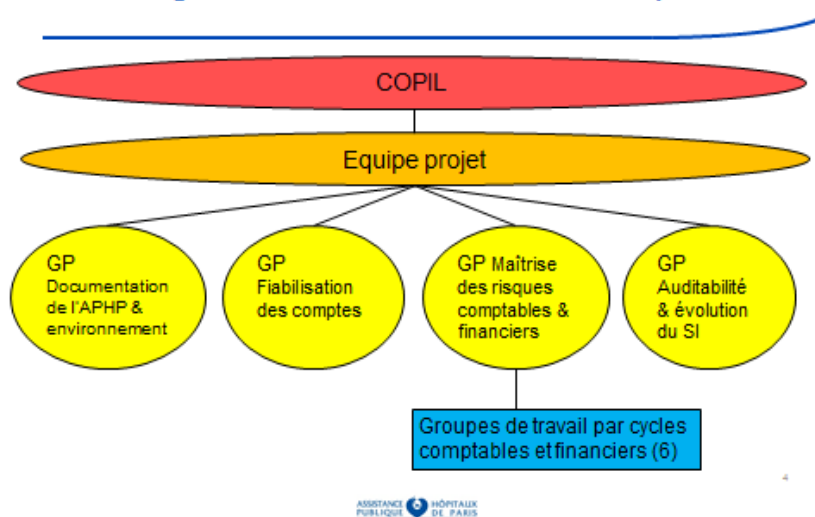 COPIL
Equipe projet
GP
Documentation
de l'APHP &
environnement
GP
Fiabilisation
des comptes
GP Maîtrise
des risques
comptables &
financiers
GP
Auditabilité
& évolution
du SI
Groupes de travail par cycles
comptables et financiers (6)
4
ASSISTANCE HÔPITAUX
PUBLIQUE DE PARIS